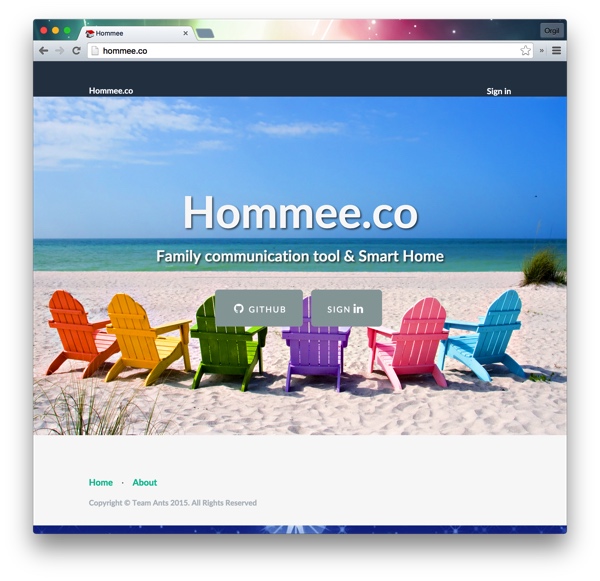 Hommee
Orgil
hommee.co
Hommee.co
Sign in
Hommee.co
Family communication tool & Smart Home
GITHUB
SIGN in
Home · About
Copyright © Team Ants 2015. All Rights Reserved